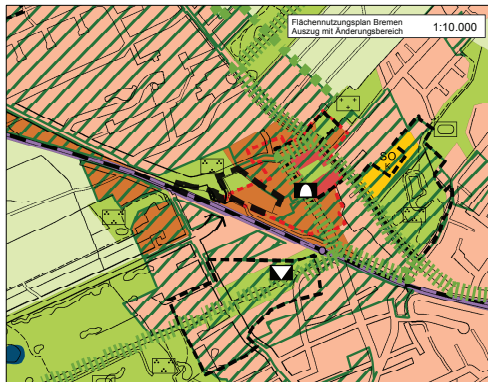 Flächennutzungsplan Bremen
Auszug mit Änderungsbereich
1:10.000
SO
K